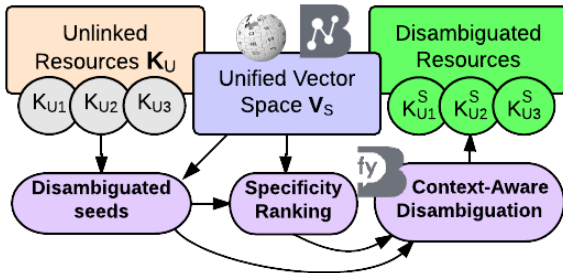 Unlinked
Resources K_U
K_U1 K_U2 K_U3
Unified Vector
Space V_S
Disambiguated
Resources
K^S_U1 K^S_U2 K^S_U3
Disambiguated
seeds
Specificity
Ranking
fy
Context-Aware
Disambiguation